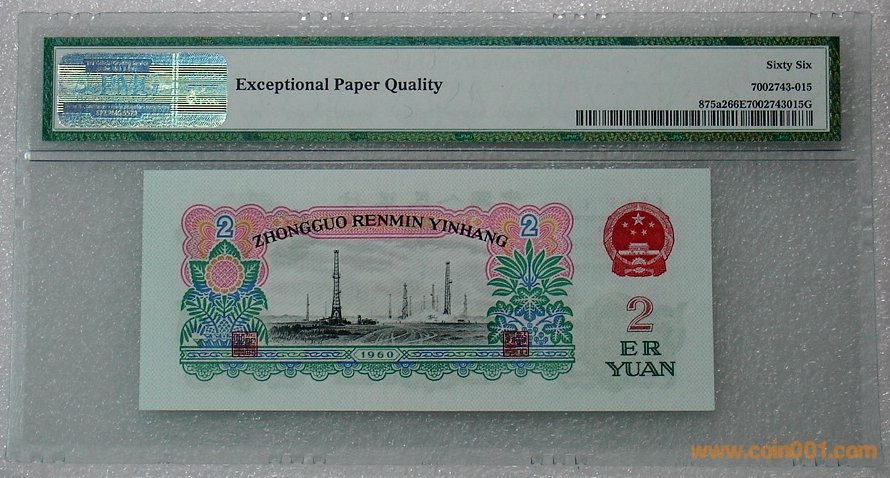 Exceptional Paper Quality
Sixty Six
7002743-015
875a266E7002743015G
ZHONGGUO RENMIN YINHANG
2
2
2
ER
YUAN
1960
www.coin001.com